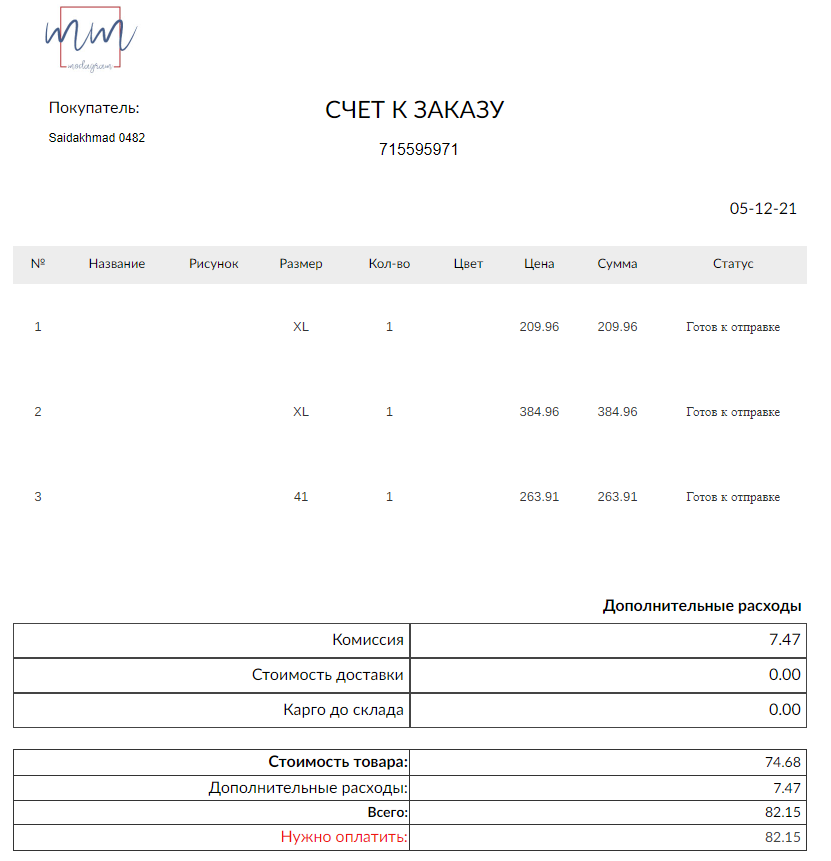 mm
modagram
Покупатель:
СЧЕТ К ЗАКАЗУ
Saidakhmad 0482
715595971
05-12-21
№ Название Рисунок Размер Кол-во Цвет Цена Сумма Статус
1 XL 1 209.96 209.96 Готов к отправке
2 XL 1 384.96 384.96 Готов к отправке
3 41 1 263.91 263.91 Готов к отправке
Дополнительные расходы
Комиссия 7.47
Стоимость доставки 0.00
Карго до склада 0.00
Стоимость товара: 74.68
Дополнительные расходы: 7.47
Всего: 82.15
Нужно оплатить: 82.15